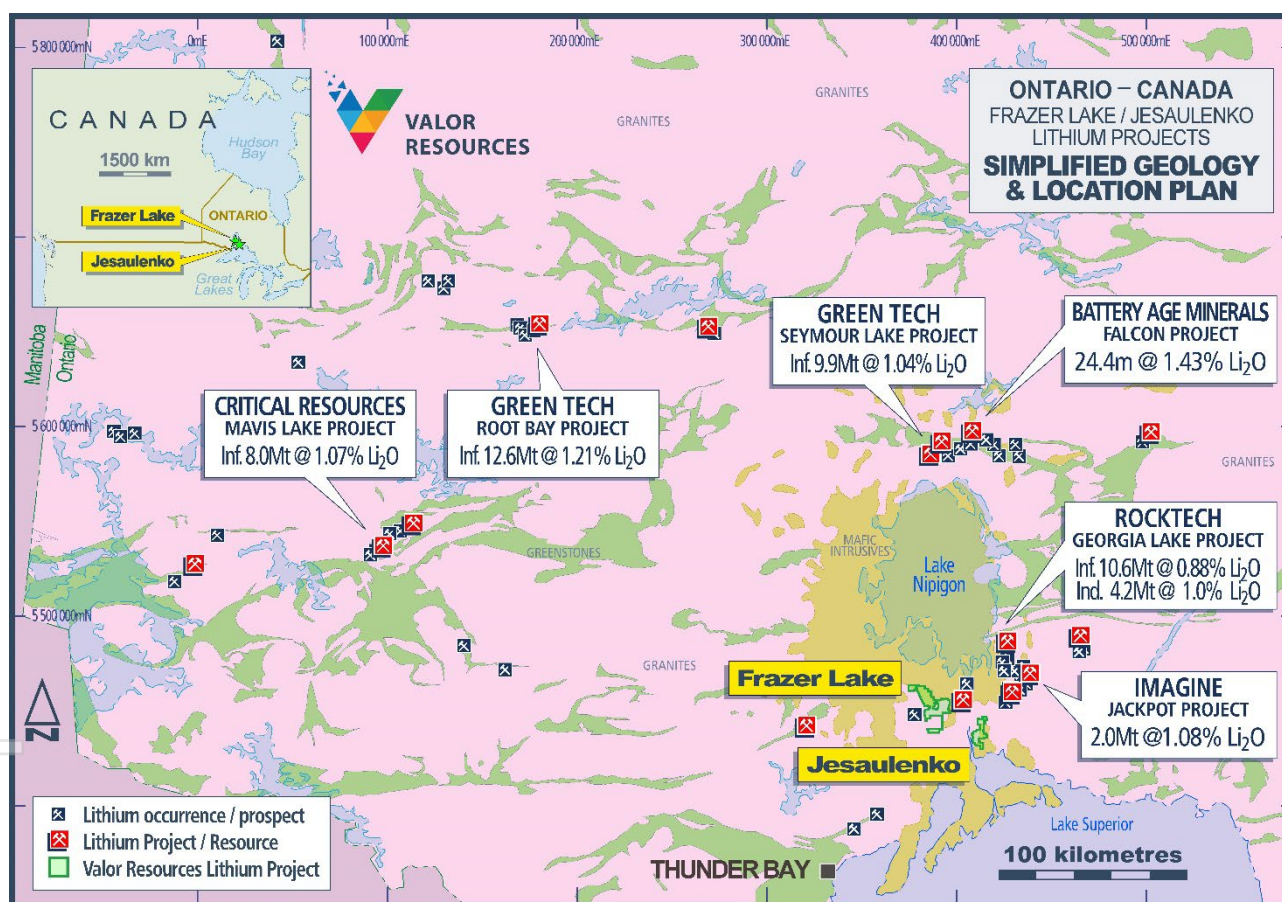 5 800 000mN
0mE
100 000mE
200 000mE
300 000mE
400 000mE
500 000mE
CANADA
Hudson
Bay
1500 km
ONTARIO
Frazer Lake
Jesaulenko
Great
Lakes
VALOR
RESOURCES
GRANITES
GRANITES
ONTARIO – CANADA
FRAZER LAKE / JESAULENKO
LITHIUM PROJECTS
SIMPLIFIED GEOLOGY
& LOCATION PLAN
Manitoba
Ontario
GREEN TECH
SEYMOUR LAKE PROJECT
Inf. 9.9Mt @ 1.04% Li₂O
BATTERY AGE MINERALS
FALCON PROJECT
24.4m @ 1.43% Li₂O
CRITICAL RESOURCES
MAVIS LAKE PROJECT
Inf. 8.0Mt @ 1.07% Li₂O
GREEN TECH
ROOT BAY PROJECT
Inf. 12.6Mt @ 1.21% Li₂O
5 600 000mN
GRANITES
ROCKTECH
GEORGIA LAKE PROJECT
Inf. 10.6Mt @ 0.88% Li₂O
Ind. 4.2Mt @ 1.0% Li₂O
GREENSTONES
MAFIC
INTRUSIVES
Lake
Nipigon
5 500 000mN
GRANITES
Frazer Lake
IMAGINE
JACKPOT PROJECT
2.0Mt @1.08% Li₂O
N
Jesaulenko
Lithium occurrence / prospect
Lithium Project / Resource
Valor Resources Lithium Project
Lake Superior
100 kilometres
THUNDER BAY